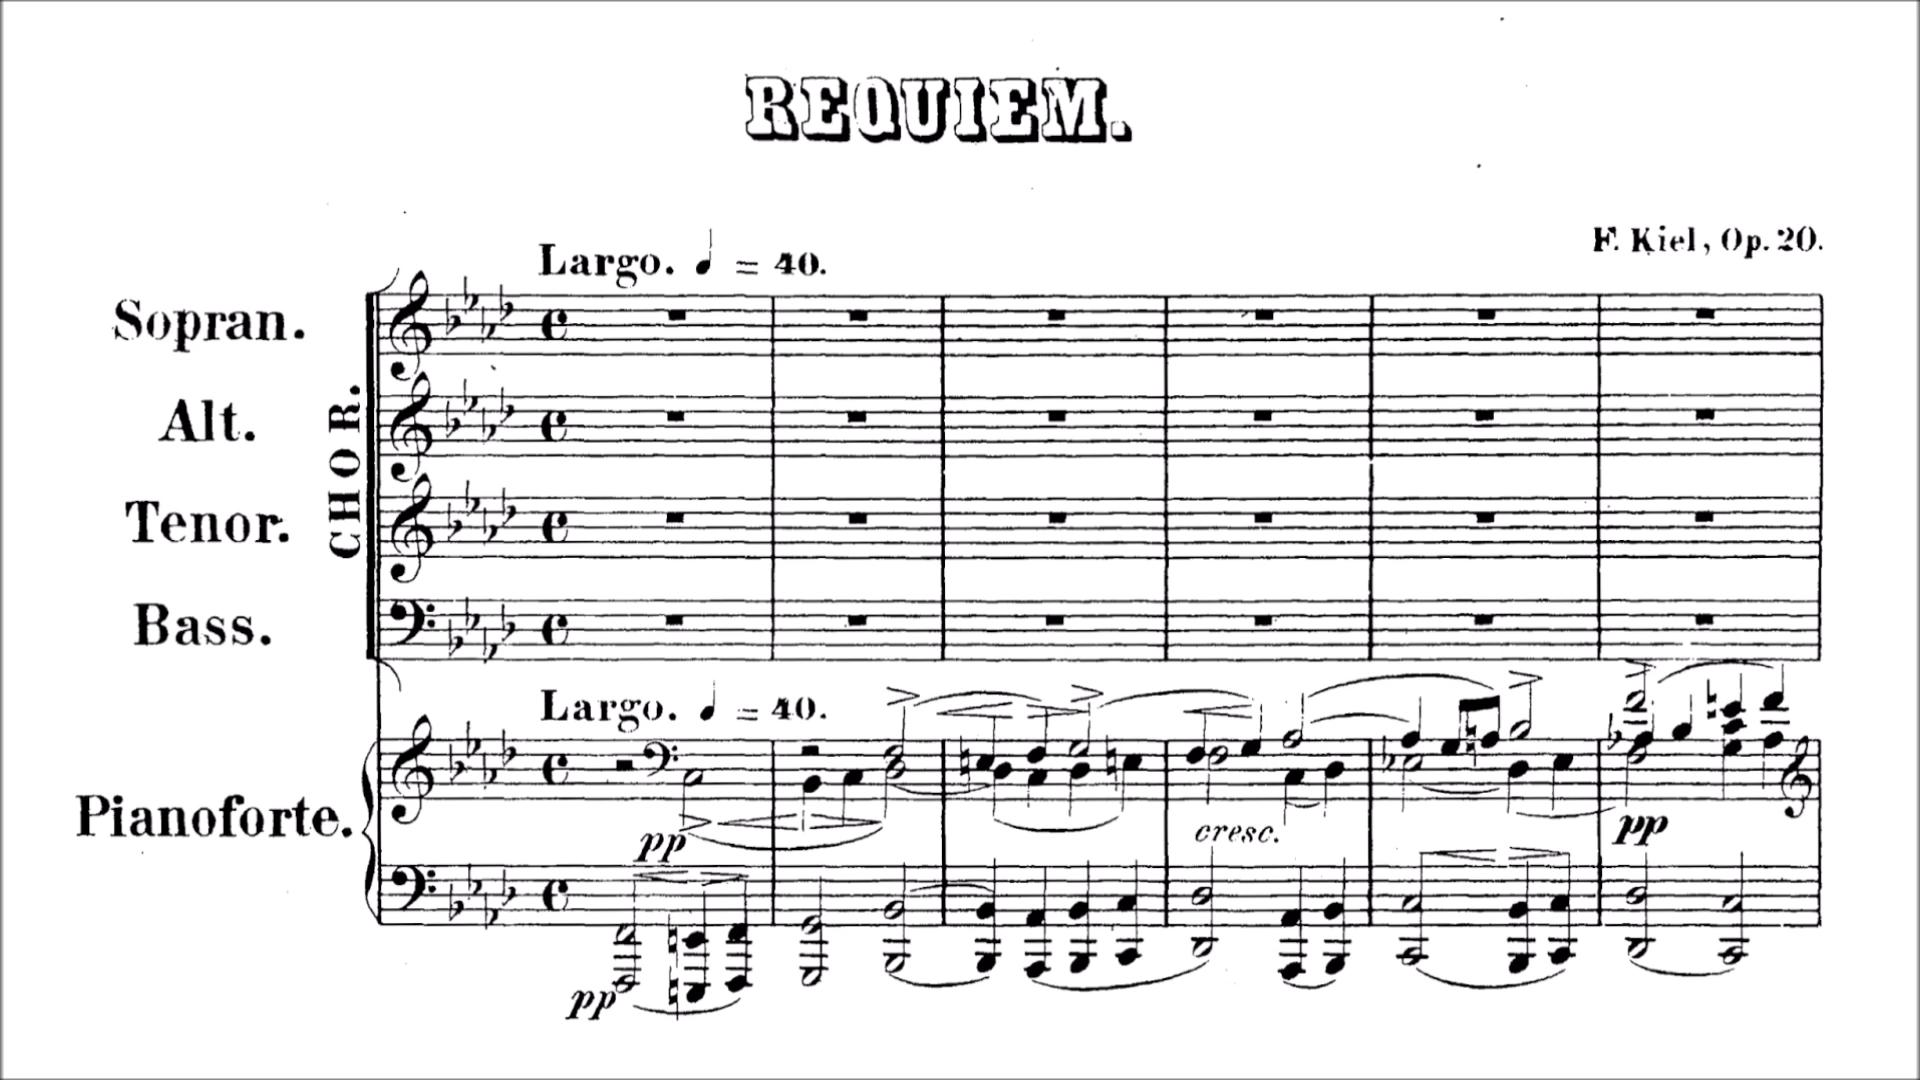 REQUIEM.
F. Kiel, Op. 20.
Largo. ♩ = 40.
Sopran.
Alt.
Tenor.
Bass.
CHOR.
Largo. ♩ = 40.
Pianoforte.
pp
cresc.
pp
pp